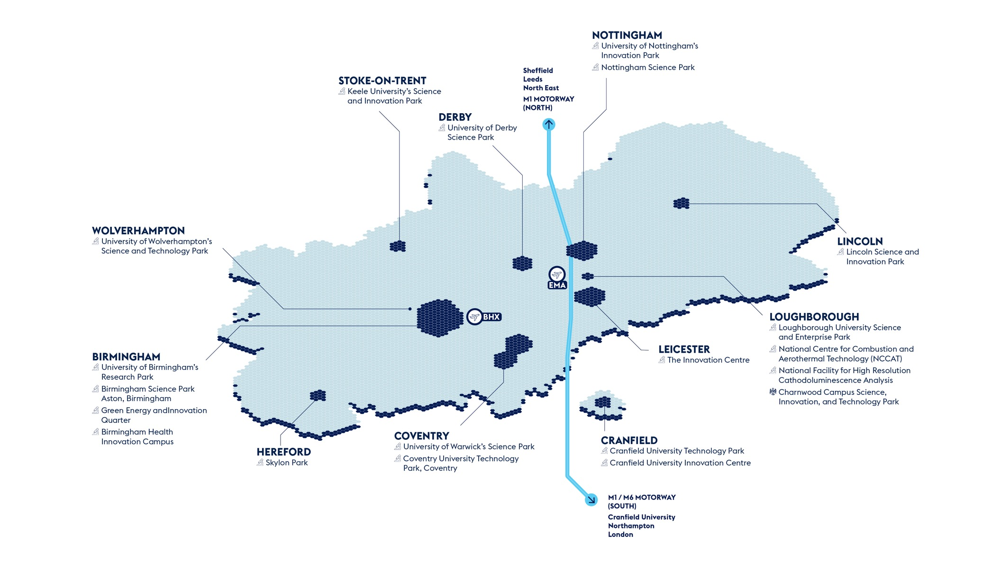 NOTTINGHAM
University of Nottingham's
Innovation Park
Nottingham Science Park
Sheffield
Leeds
North East
M1 MOTORWAY
(NORTH)
STOKE-ON-TRENT
Keele University's Science
and Innovation Park
DERBY
University of Derby
Science Park
WOLVERHAMPTON
University of Wolverhampton's
Science and Technology Park
LINCOLN
Lincoln Science and
Innovation Park
EMA
BHX
LOUGHBOROUGH
Loughborough University Science
and Enterprise Park
National Centre for Combustion and
Aerothermal Technology (NCCAT)
National Facility for High Resolution
Cathodoluminescence Analysis
Charnwood Campus Science,
Innovation, and Technology Park
LEICESTER
The Innovation Centre
BIRMINGHAM
University of Birmingham's
Research Park
Birmingham Science Park
Aston, Birmingham
Green Energy andInnovation
Quarter
Birmingham Health
Innovation Campus
HEREFORD
Skylon Park
COVENTRY
University of Warwick's Science Park
Coventry University Technology
Park, Coventry
CRANFIELD
Cranfield University Technology Park
Cranfield University Innovation Centre
M1 / M6 MOTORWAY
(SOUTH)
Cranfield University
Northampton
London